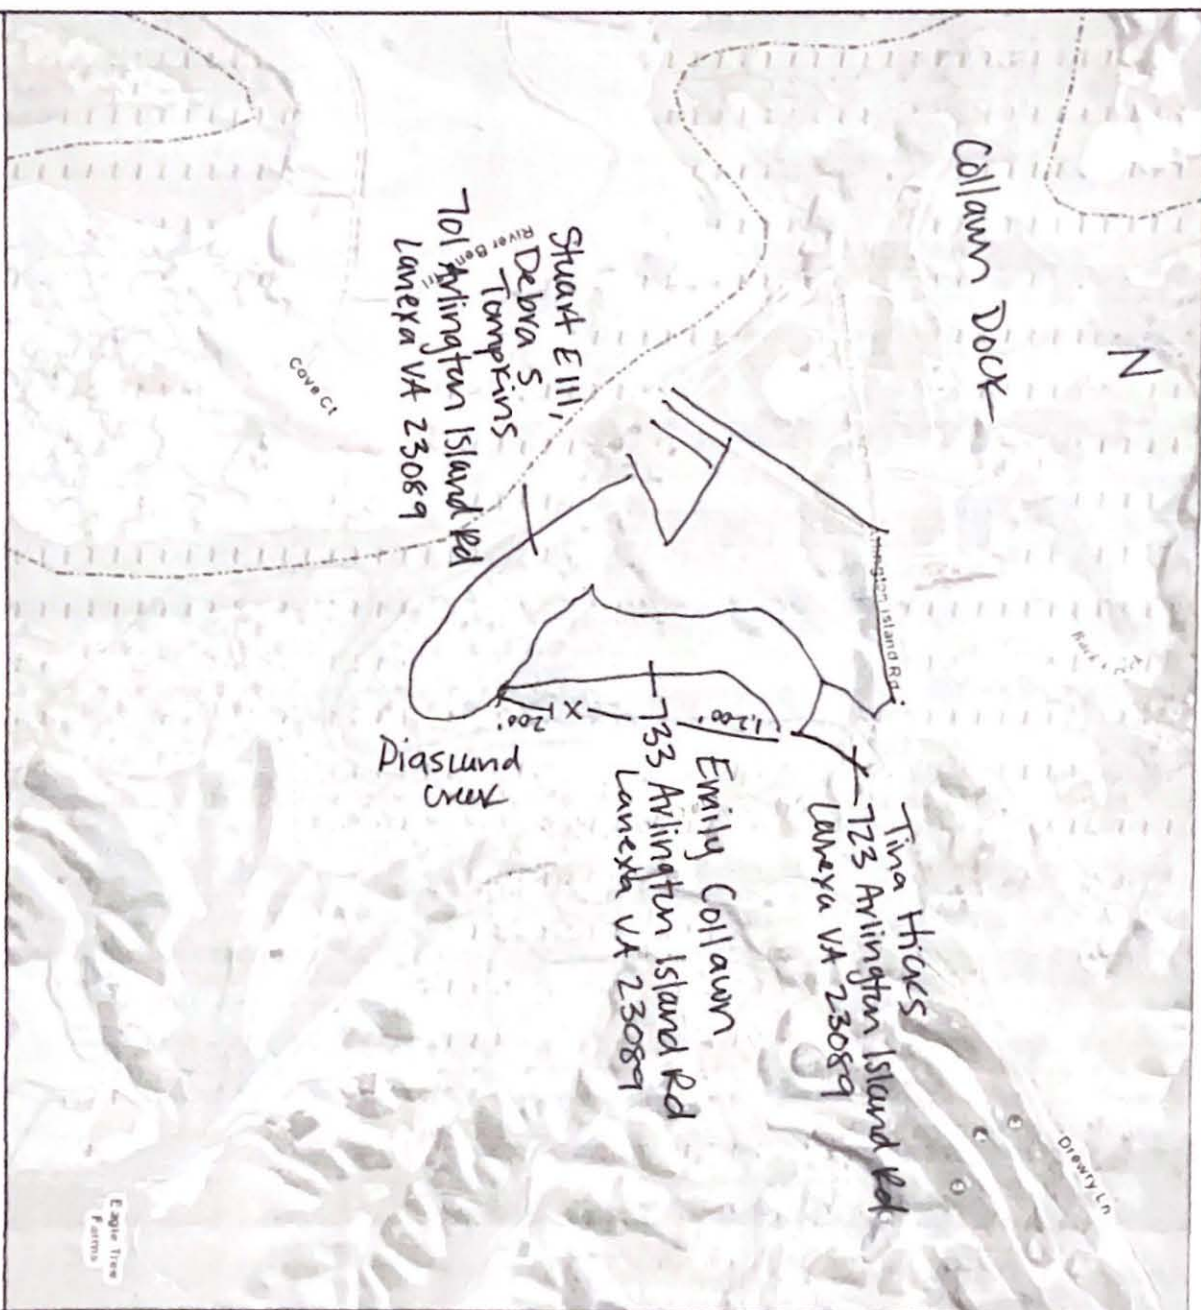 Collawn Dock
N
Stuart E III,
Debra S
Tompkins
701 Arlington Island Rd
Lanexa VA 23089
Cove Ct
Island Rd
Tina Hicks
723 Arlington Island Rd
Lanexa VA 23089
1,200'
X
200'
Emily Collawn
733 Arlington Island Rd
Lanexa VA 23089
Diascund
Creek
Drewry Ln
Eagle Tree
Farms